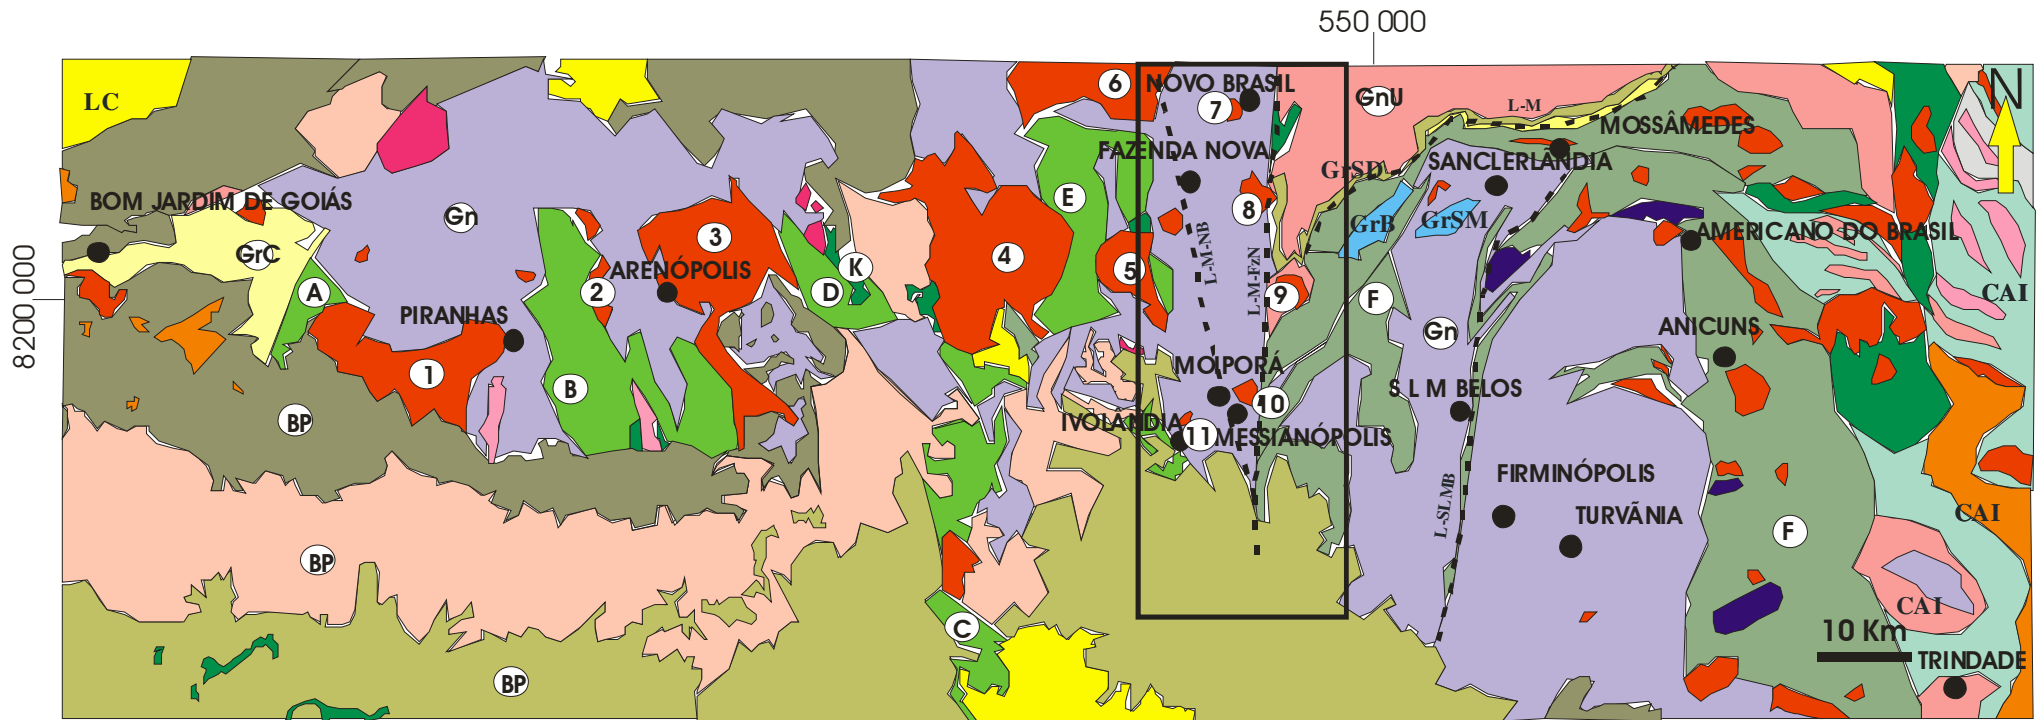 550 000
N
LC
6
NOVO BRASIL
7
GnU
L-M
MOSSÂMEDES
FAZENDA NOVA
GrSD
SANCLERLÃNDIA
BOM JARDIM DE GOIÁS
Gn
E
8
GrB
GrSM
3
L-M-NB
AMERICANO DO BRASIL
GrC
4
K
5
ARENÓPOLIS
L-M-FzN
A
2
D
9
F
CAI
8200 000
PIRANHAS
Gn
ANICUNS
MOIPORÁ
1
B
S L M BELOS
10
BP
IVOLÂNDIA
11
MESSIANÓPOLIS
FIRMINÓPOLIS
L-SLMB
TURVÃNIA
CAI
F
BP
CAI
C
10 Km
TRINDADE
BP